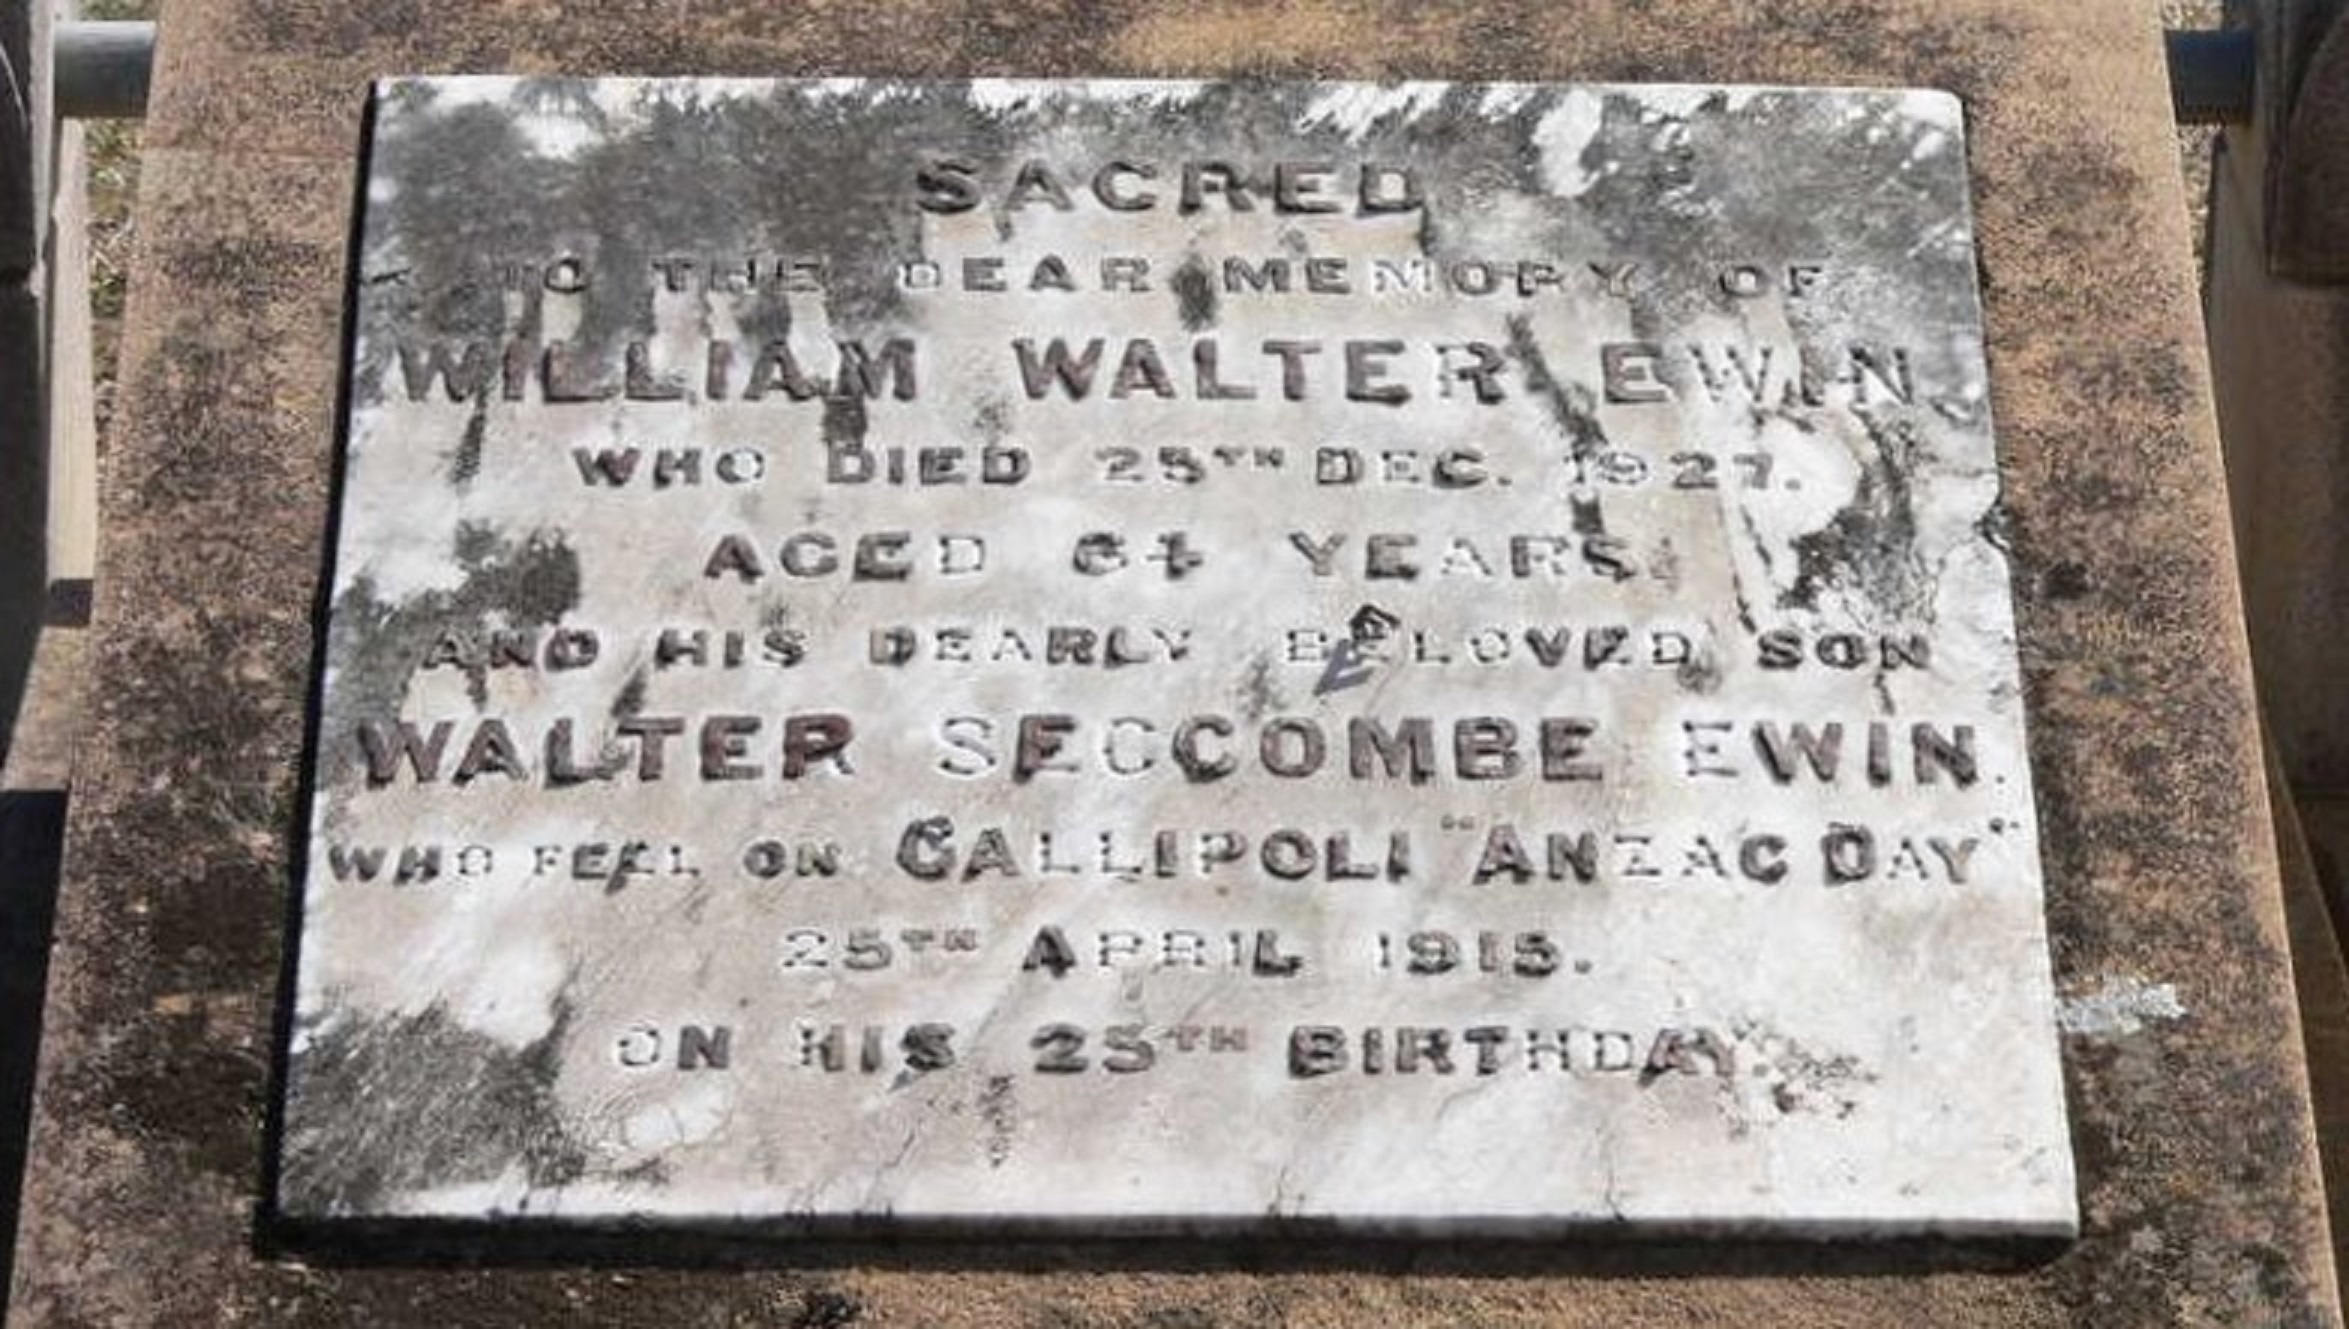 SACRED
TO THE DEAR MEMORY OF
WILLIAM WALTER EWIN
WHO DIED 25TH DEC. 1927.
AGED 64 YEARS.
AND HIS DEARLY BELOVED SON
WALTER SECCOMBE EWIN.
WHO FELL ON GALLIPOLI "ANZAC DAY"
25TH APRIL 1915.
ON HIS 25TH BIRTHDAY.